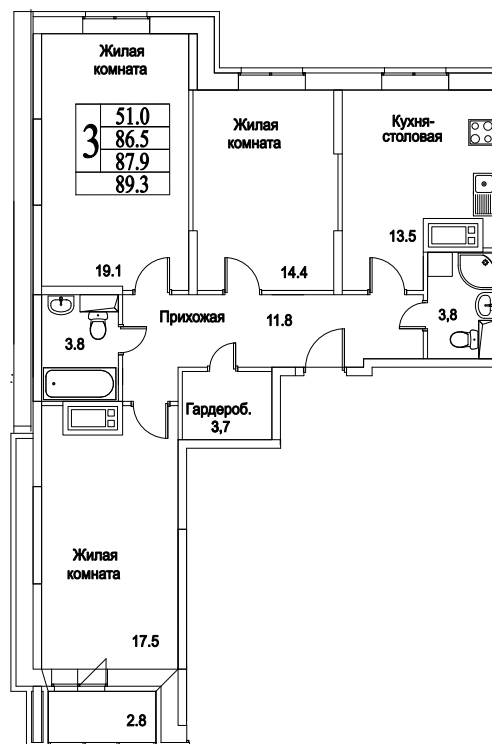 Жилая
комната
3
51.0
86.5
87.9
89.3
19.1
Жилая
комната
14.4
Кухня-
столовая
13.5
Прихожая
11.8
3,8
3.8
Гардероб.
3,7
Жилая
комната
17.5
2.8